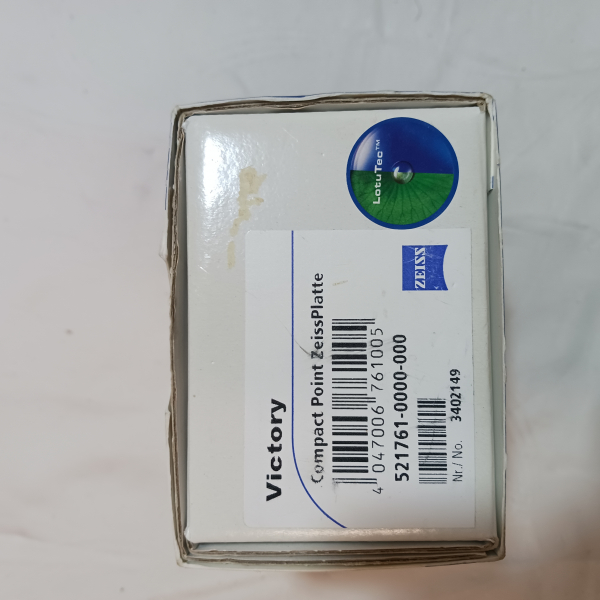 LotuTec™
ZEISS
Victory
Compact Point ZeissPlatte
4 047006 761005
521761-0000-000
Nr./ No. 3402149